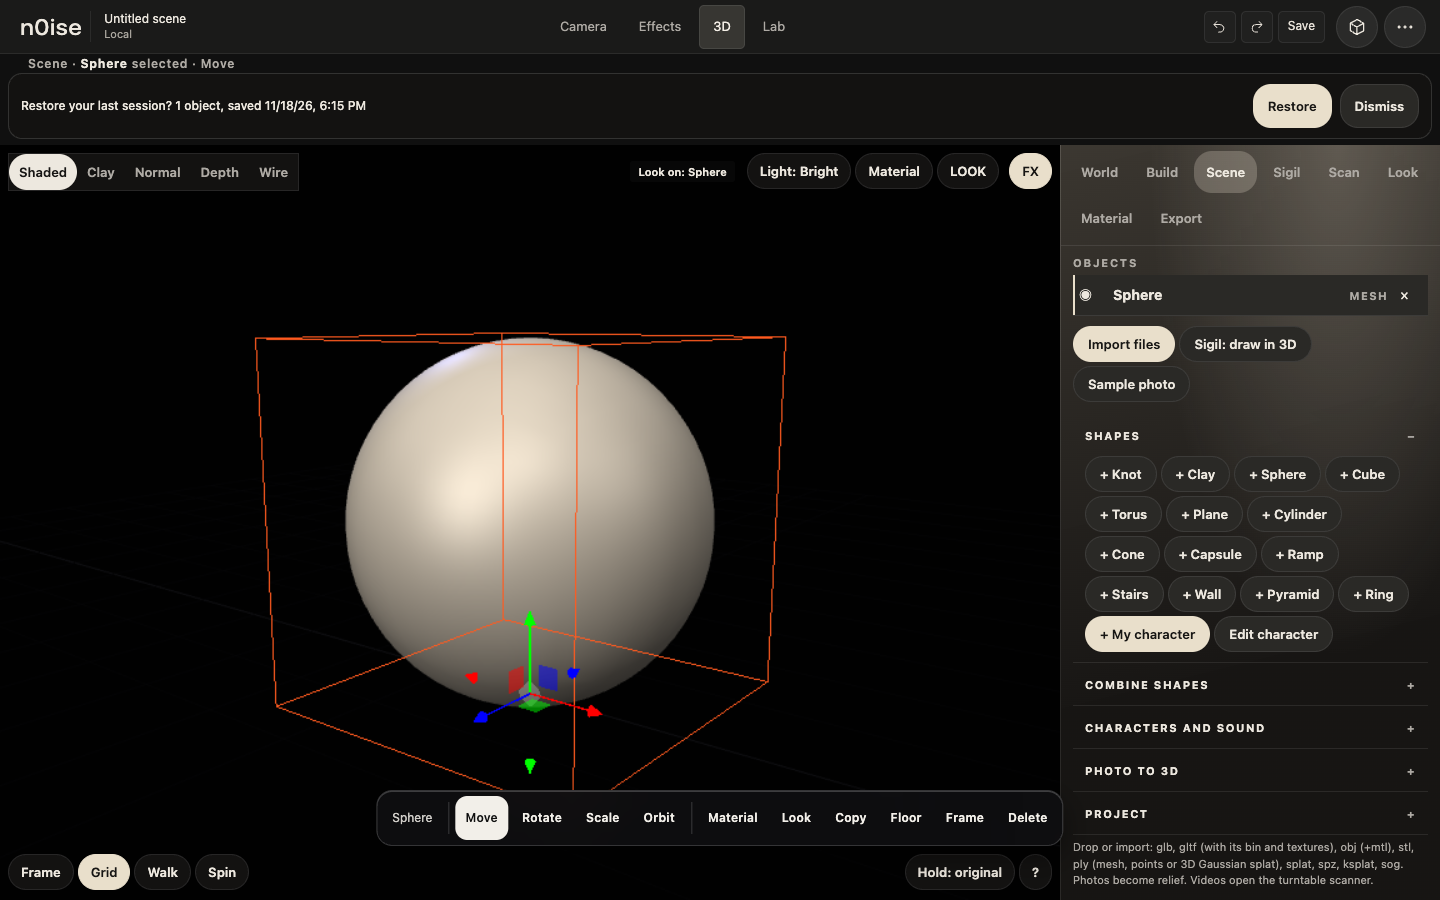 n0ise
Untitled scene
Local
Camera Effects 3D Lab
Save
Scene · Sphere selected · Move
Restore your last session? 1 object, saved 11/18/26, 6:15 PM
Restore Dismiss
Shaded Clay Normal Depth Wire
Look on: Sphere Light: Bright Material LOOK FX
World Build Scene Sigil Scan Look
Material Export
OBJECTS
Sphere MESH ×
Import files Sigil: draw in 3D
Sample photo
SHAPES −
+ Knot + Clay + Sphere + Cube
+ Torus + Plane + Cylinder
+ Cone + Capsule + Ramp
+ Stairs + Wall + Pyramid + Ring
+ My character Edit character
COMBINE SHAPES +
CHARACTERS AND SOUND +
PHOTO TO 3D +
PROJECT +
Drop or import: glb, gltf (with its bin and textures), obj (+mtl), stl,
ply (mesh, points or 3D Gaussian splat), splat, spz, ksplat, sog.
Photos become relief. Videos open the turntable scanner.
Sphere Move Rotate Scale Orbit Material Look Copy Floor Frame Delete
Frame Grid Walk Spin
Hold: original ?